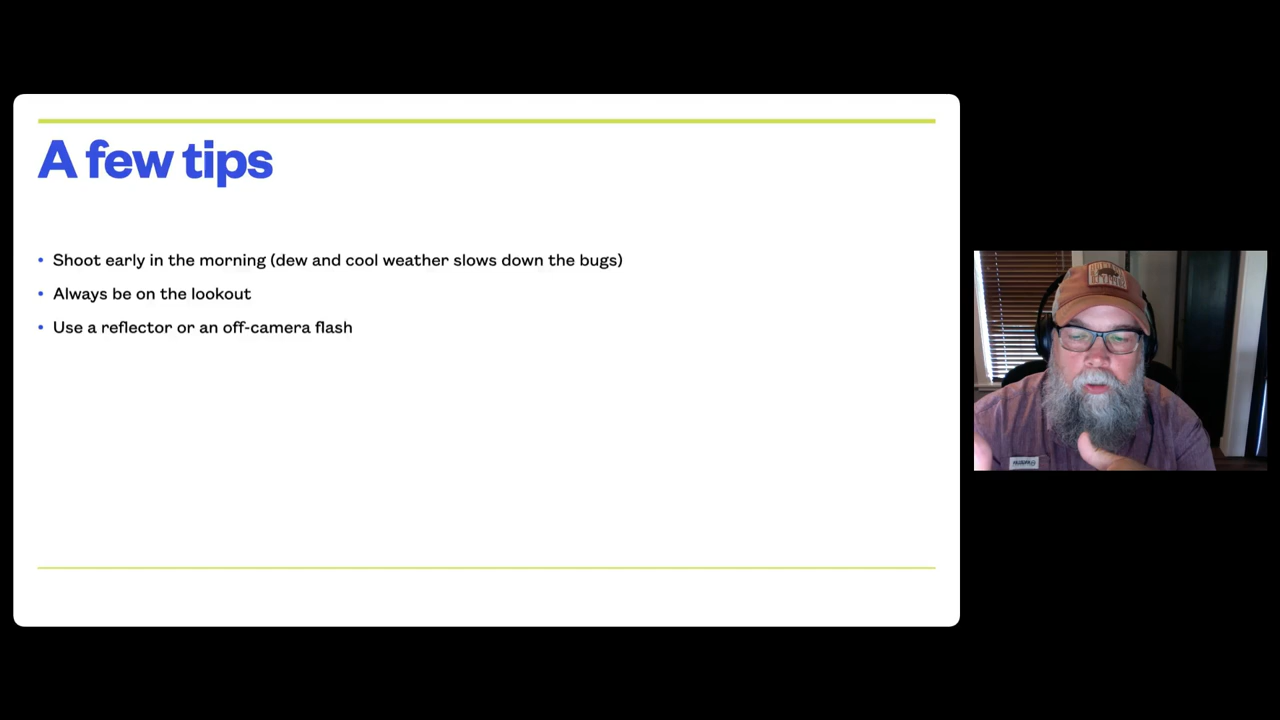 A few tips
• Shoot early in the morning (dew and cool weather slows down the bugs)
• Always be on the lookout
• Use a reflector or an off-camera flash